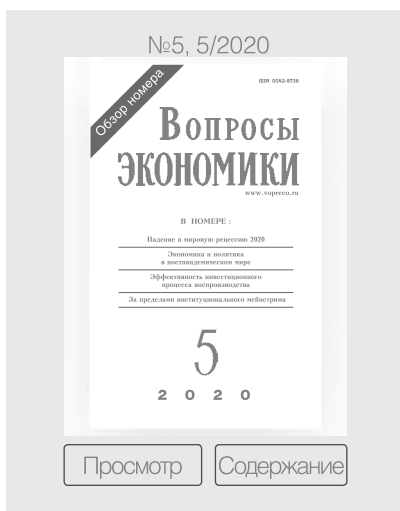 №5, 5/2020
Обзор номера
ISSN 0042-8736
Вопросы
ЭКОНОМИКИ
www.vopreco.ru
В НОМЕРЕ :
Падение в мировую рецессию 2020
Экономика и политика
в постпандемическом мире
Эффективность инвестиционного
процесса воспроизводства
За пределами институционального мейнстрима
5
2 0 2 0
Просмотр
Содержание